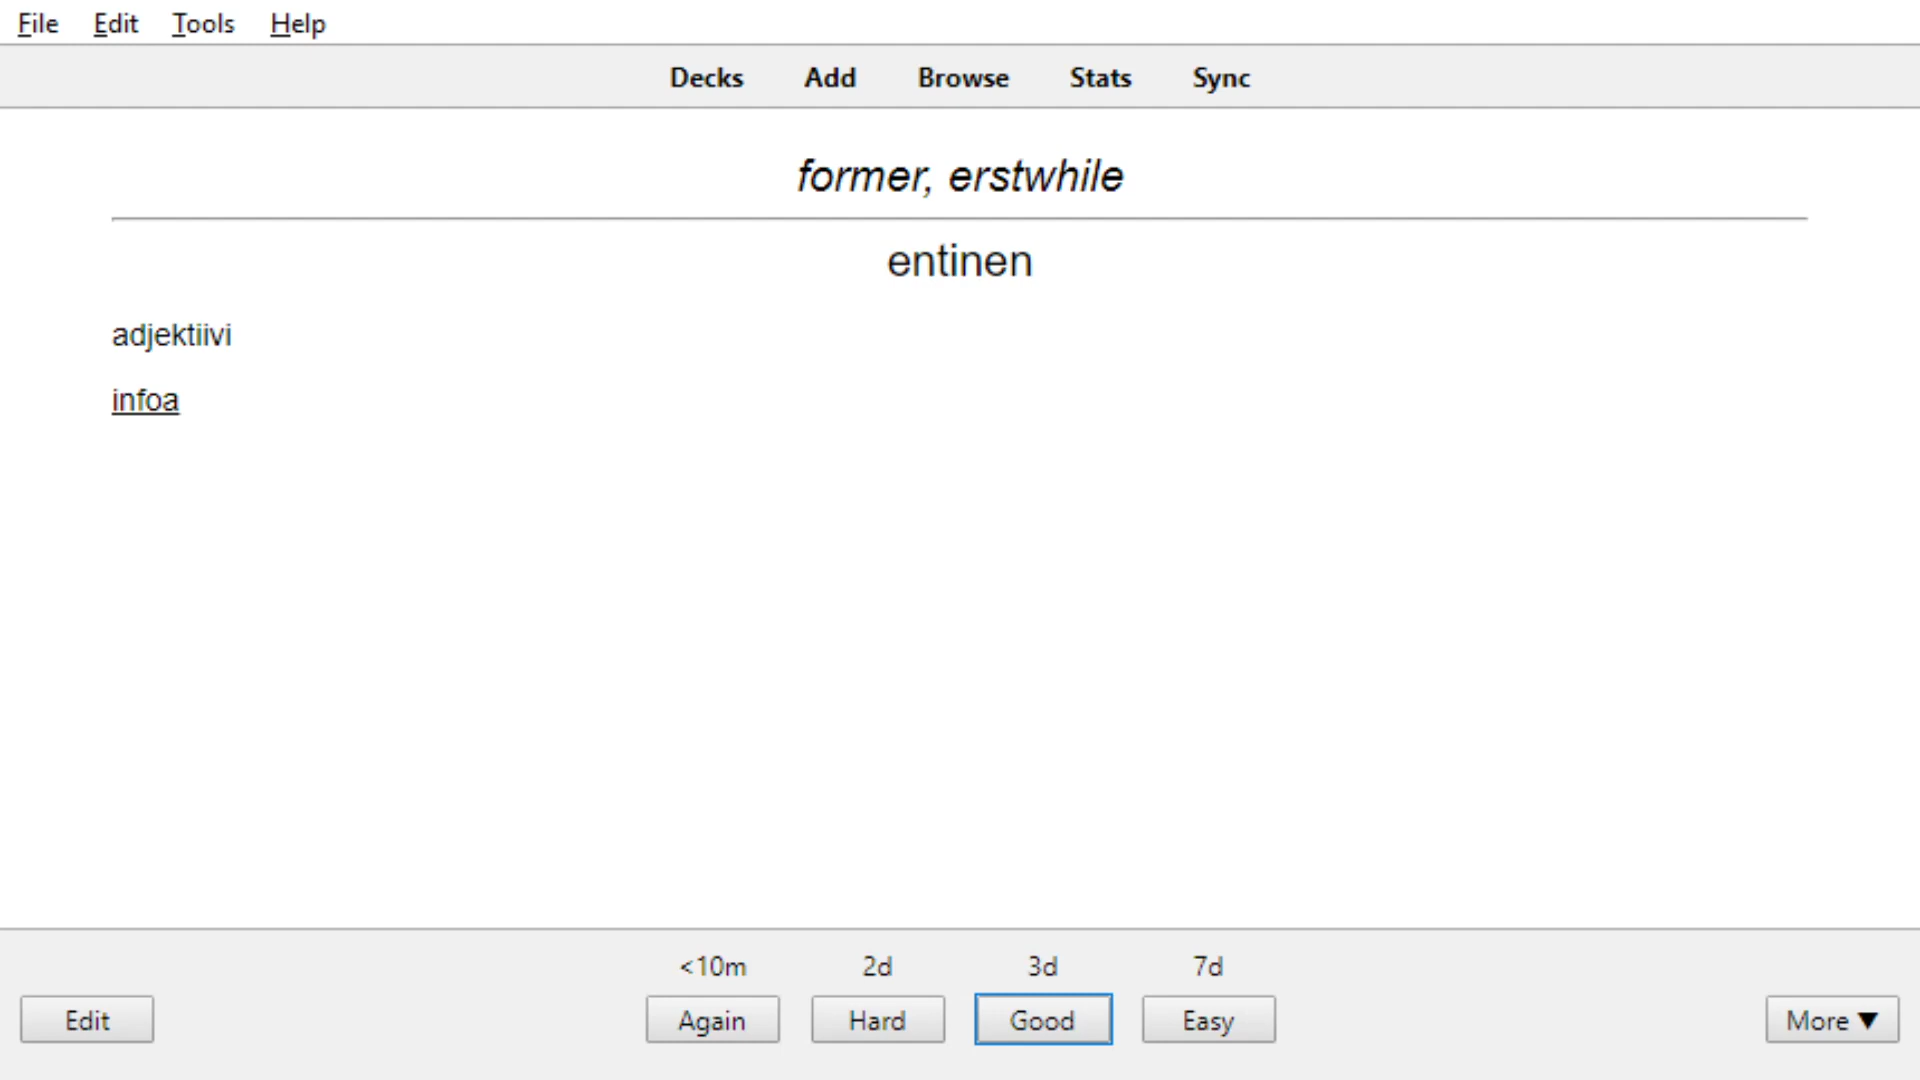 File Edit Tools Help
Decks Add Browse Stats Sync
former, erstwhile
entinen
adjektiivi
infoa
<10m 2d 3d 7d
Edit Again Hard Good Easy More ▼